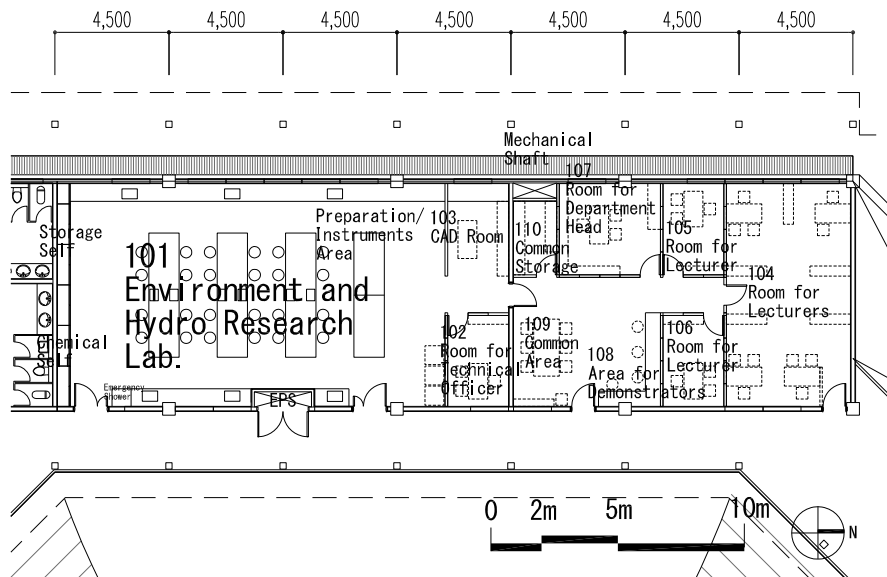 4,500 4,500 4,500 4,500 4,500 4,500 4,500
Mechanical
Shaft
107
Room for
Department
Head
Preparation/
Instruments
Area
103
CAD Room
110
Common
Storage
105
Room for
Lecturer
Storage
Self
101
Environment and
Hydro Research
Lab.
104
Room for
Lecturers
Chemical
Self
102
Room for
Technical
Officer
109
Common
Area
108
Area for
Demonstrators
106
Room for
Lecturer
Emergency
Shower
EPS
0 2m 5m 10m
N